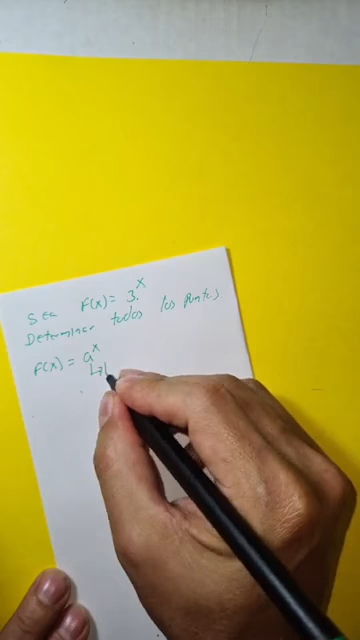 Sea F(x) = 3^x
Determinar todos los puntos.
F(x) = a^x